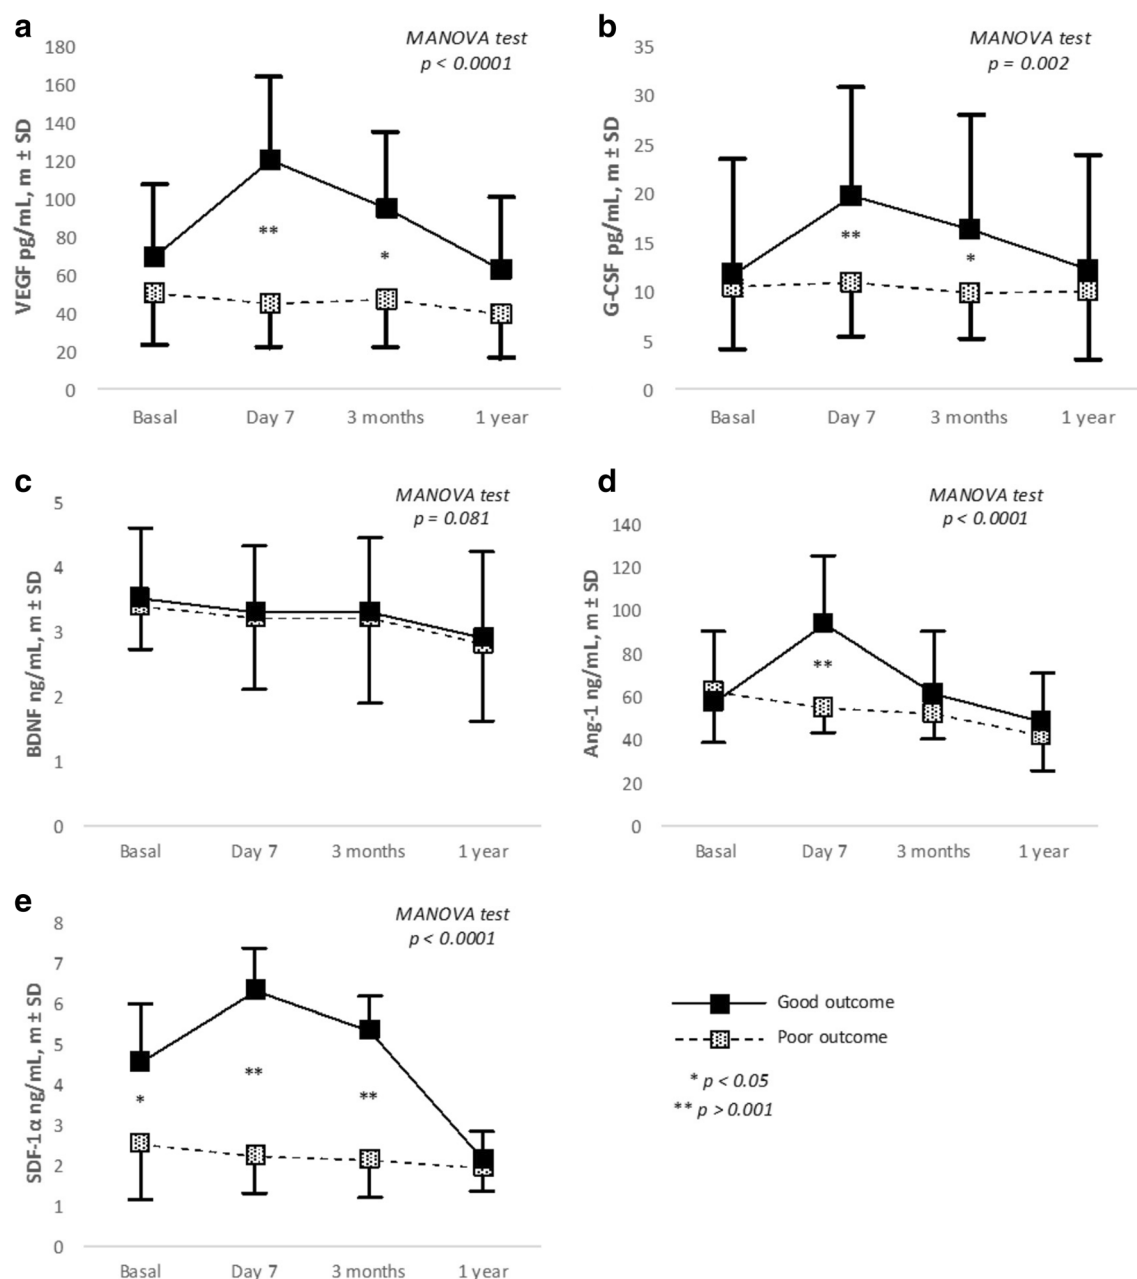 a
MANOVA test
p < 0.0001
VEGF pg/mL, m ± SD
180
160
140
120
100
80
60
40
20
0
**
*
Basal Day 7 3 months 1 year
b
MANOVA test
p = 0.002
G-CSF pg/mL, m ± SD
35
30
25
20
15
10
5
0
**
*
Basal Day 7 3 months 1 year
c
MANOVA test
p = 0.081
BDNF ng/mL, m ± SD
5
4
3
2
1
0
Basal Day 7 3 months 1 year
d
MANOVA test
p < 0.0001
Ang-1 ng/mL, m ± SD
140
120
100
80
60
40
20
0
**
Basal Day 7 3 months 1 year
e
MANOVA test
p < 0.0001
SDF-1α ng/mL, m ± SD
8
7
6
5
4
3
2
1
0
*
**
**
Basal Day 7 3 months 1 year
Good outcome
Poor outcome
* p < 0.05
** p > 0.001